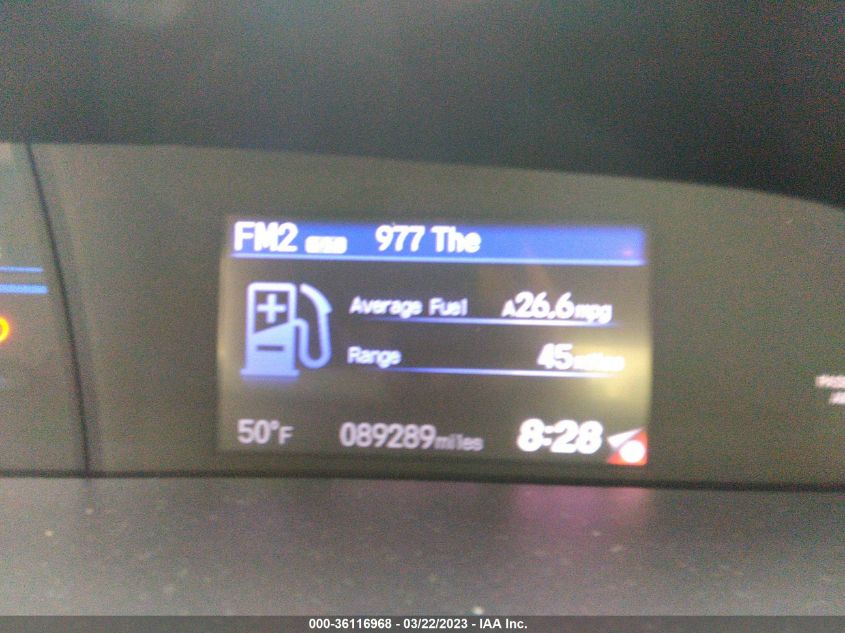 FM2 977 The
Average Fuel A26.6mpg
Range 45miles
50°F 089289miles 8:28
000-36116968 - 03/22/2023 - IAA Inc.